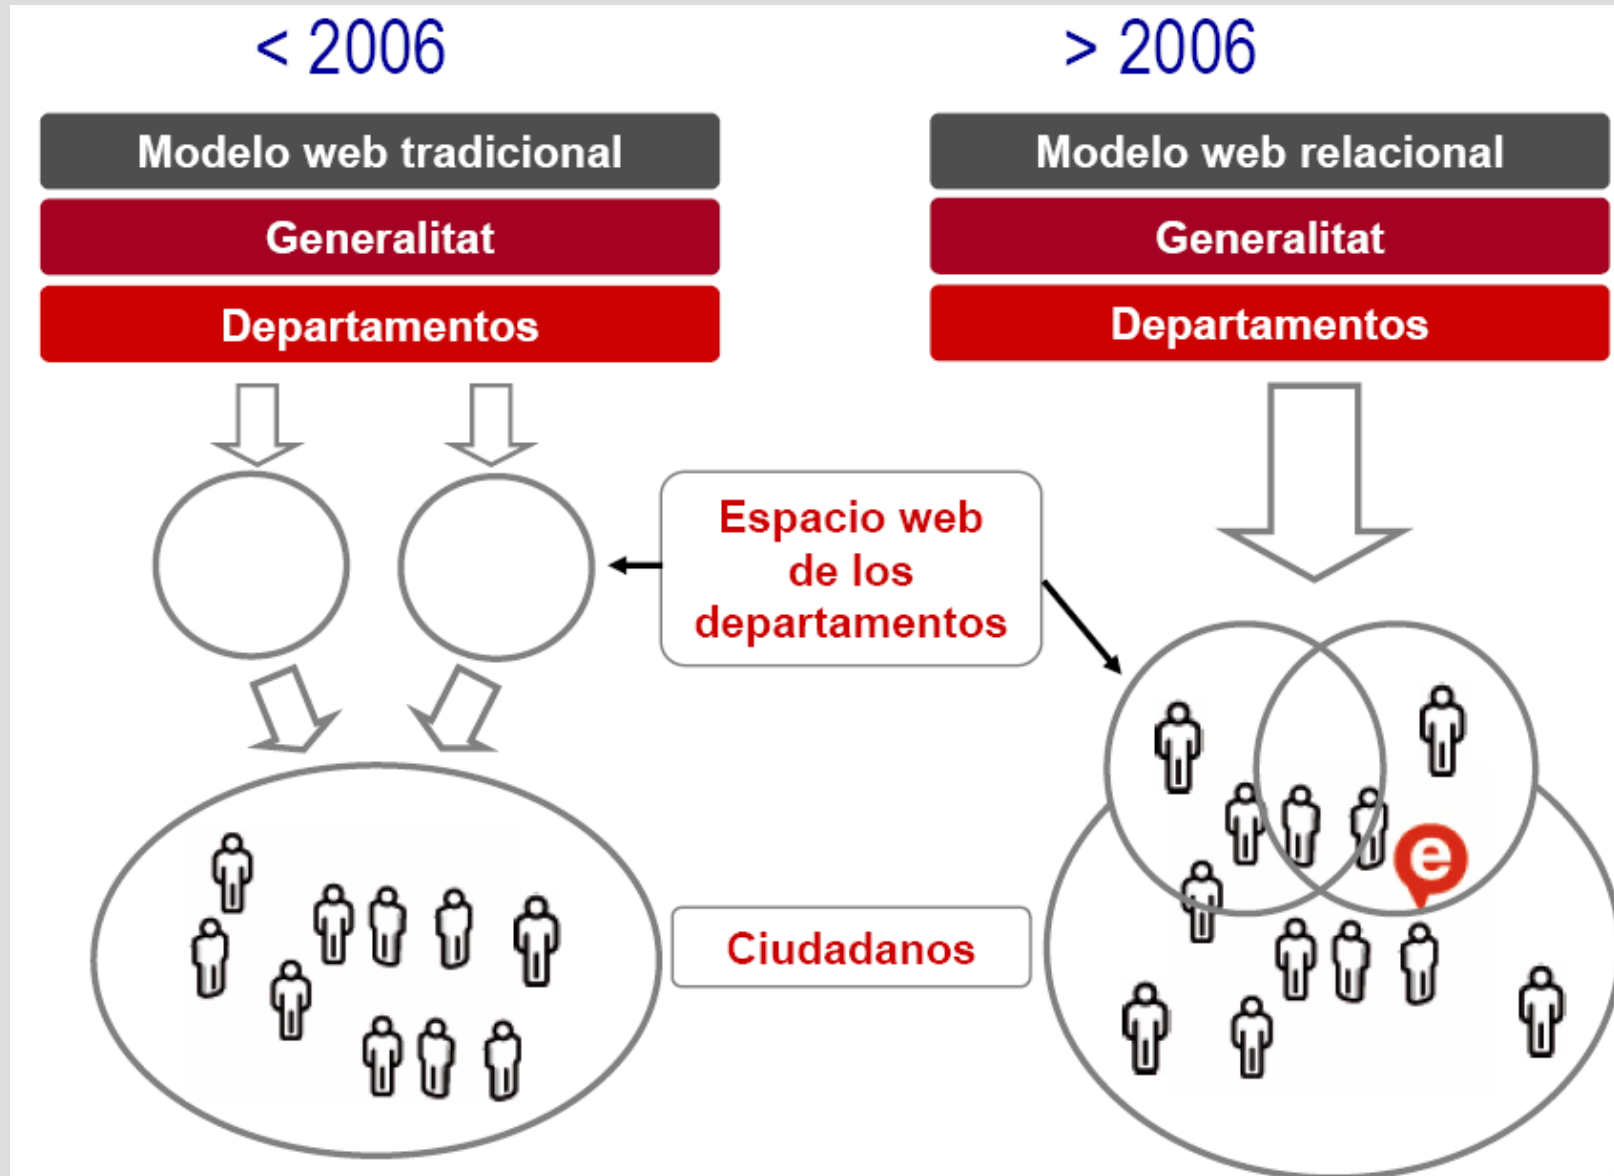 < 2006
> 2006
Modelo web tradicional
Modelo web relacional
Generalitat
Generalitat
Departamentos
Departamentos
Espacio web
de los
departamentos
e
Ciudadanos